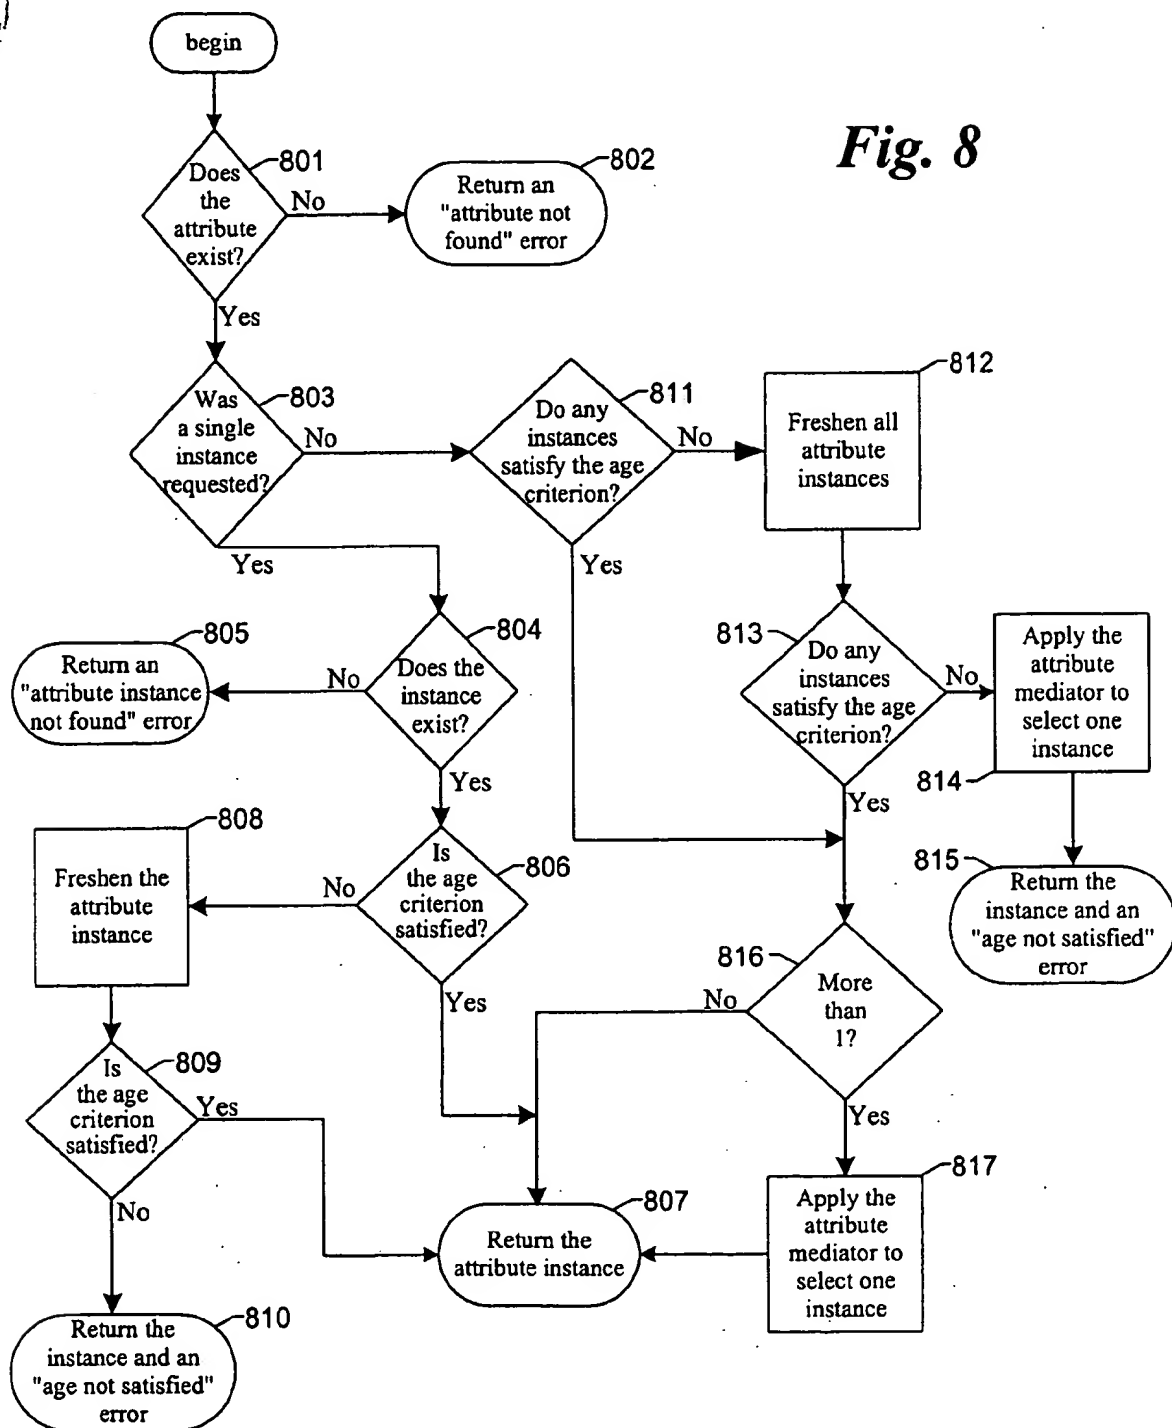 begin
Fig. 8
801
Does
the
attribute
exist?
No
802
Return an
"attribute not
found" error
Yes
803
Was
a single
instance
requested?
No
811
Do any
instances
satisfy the age
criterion?
No
812
Freshen all
attribute
instances
Yes
Yes
804
Does the
instance
exist?
No
805
Return an
"attribute instance
not found" error
813
Do any
instances
satisfy the age
criterion?
No
Apply the
attribute
mediator to
select one
instance
814
Yes
Yes
808
Freshen the
attribute
instance
806
Is
the age
criterion
satisfied?
No
815
Return the
instance and an
"age not satisfied"
error
816
More
than
1?
No
Yes
809
Is
the age
criterion
satisfied?
Yes
Yes
No
807
Return the
attribute instance
817
Apply the
attribute
mediator to
select one
instance
810
Return the
instance and an
"age not satisfied"
error